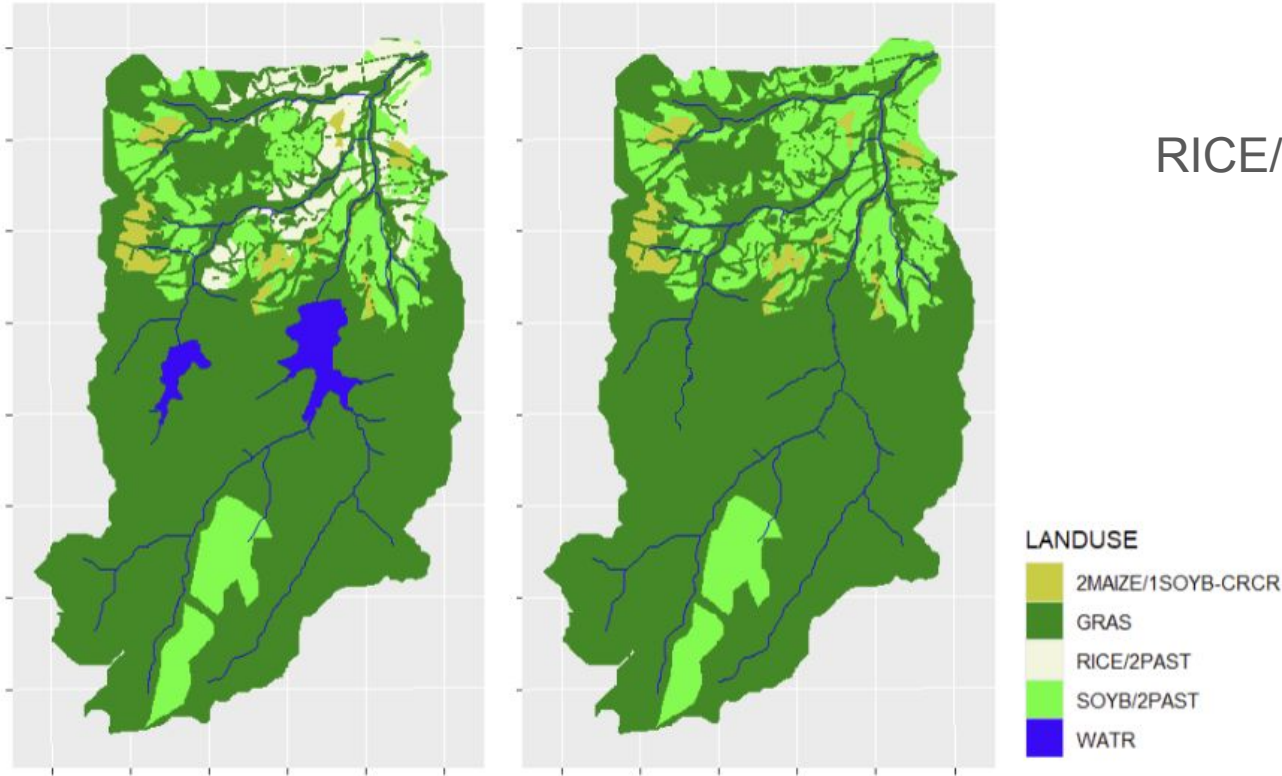 RICE/
LANDUSE
2MAIZE/1SOYB-CRCR
GRAS
RICE/2PAST
SOYB/2PAST
WATR